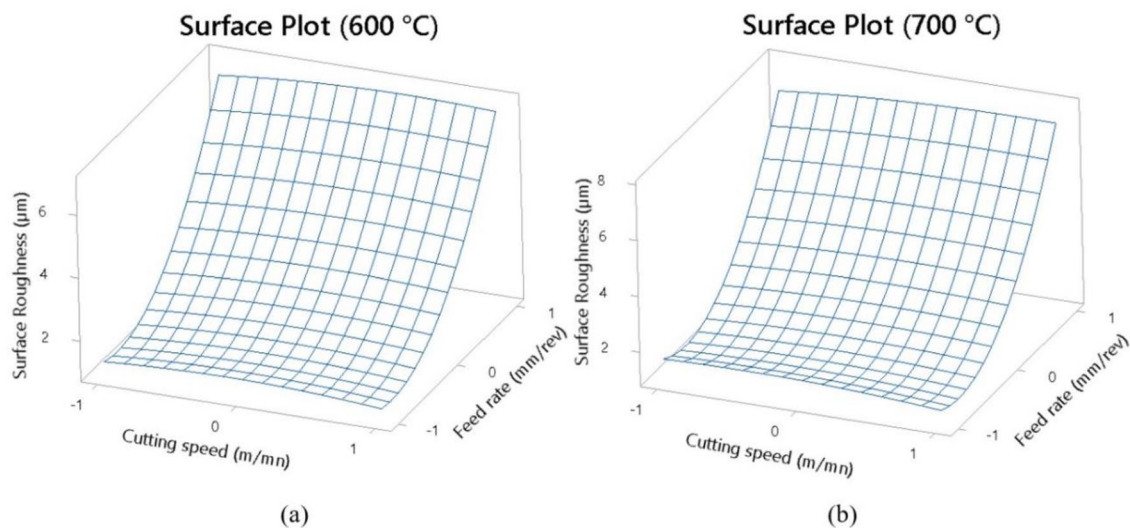 Surface Plot (600 °C)
Surface Roughness (μm)
6
4
2
-1
0
1
Cutting speed (m/mn)
-1
0
1
Feed rate (mm/rev)
(a)
Surface Plot (700 °C)
Surface Roughness (μm)
8
6
4
2
-1
0
1
Cutting speed (m/mn)
-1
0
1
Feed rate (mm/rev)
(b)